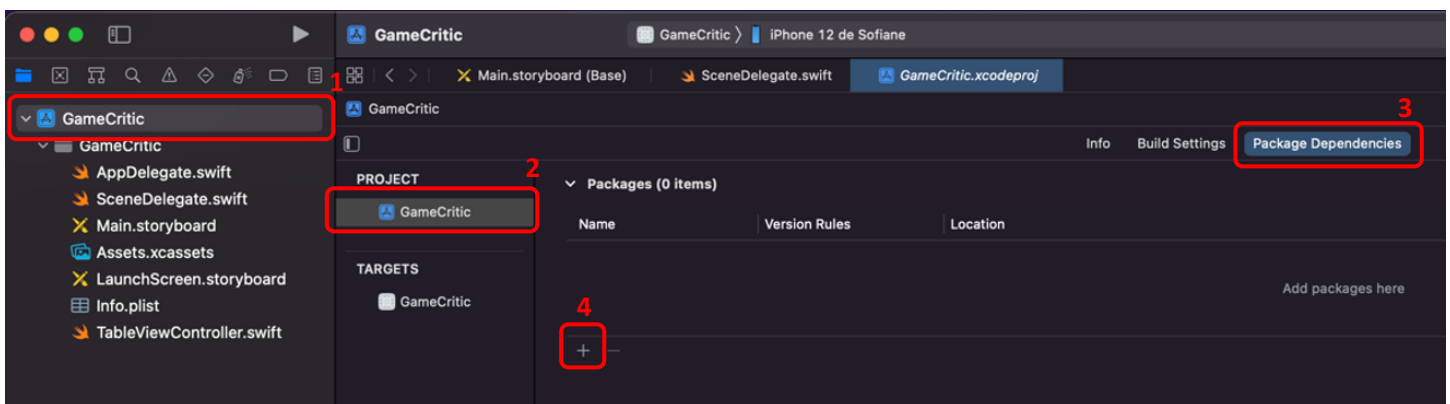 GameCritic
GameCritic 〉 iPhone 12 de Sofiane
1
Main.storyboard (Base)
SceneDelegate.swift
GameCritic.xcodeproj
GameCritic
GameCritic
3
GameCritic
Info
Build Settings
Package Dependencies
AppDelegate.swift
SceneDelegate.swift
Main.storyboard
Assets.xcassets
LaunchScreen.storyboard
Info.plist
TableViewController.swift
PROJECT
2
GameCritic
TARGETS
GameCritic
Packages (0 items)
Name
Version Rules
Location
Add packages here
4
+ −